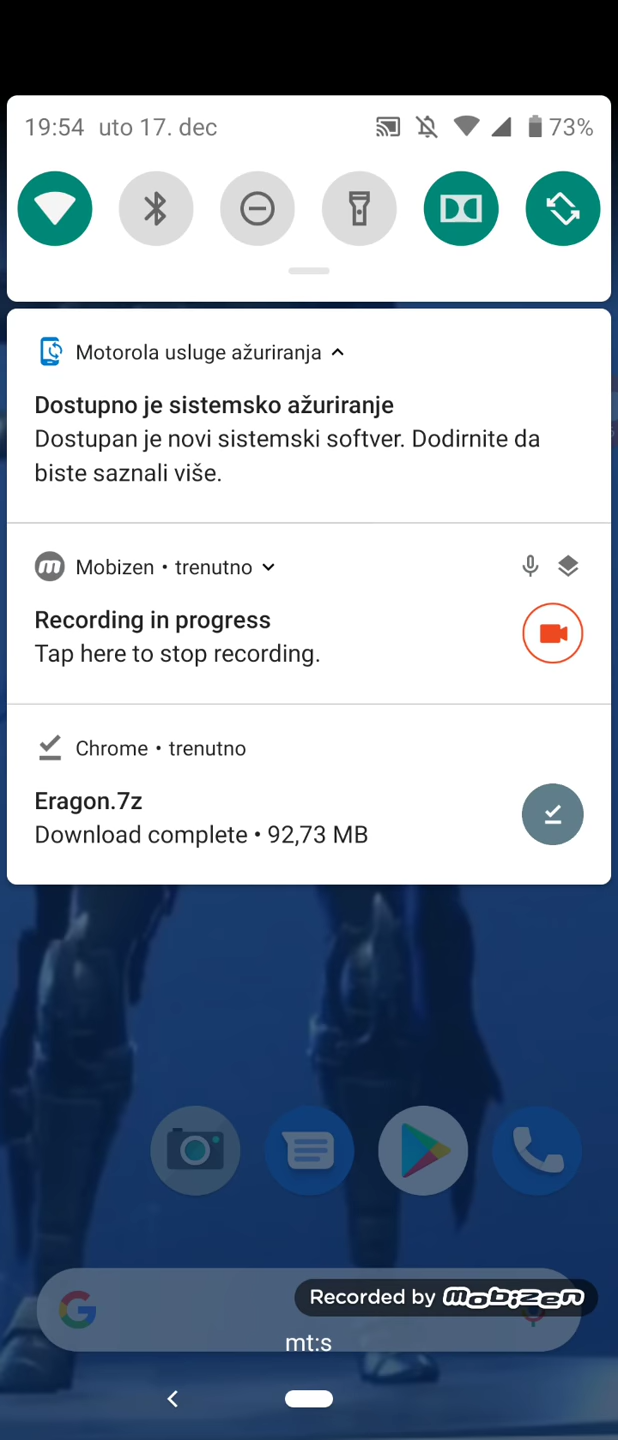 19:54 uto 17. dec 73%
Motorola usluge ažuriranja
Dostupno je sistemsko ažuriranje
Dostupan je novi sistemski softver. Dodirnite da
biste saznali više.
Mobizen • trenutno
Recording in progress
Tap here to stop recording.
Chrome • trenutno
Eragon.7z
Download complete • 92,73 MB
Recorded by mobizen
mt:s